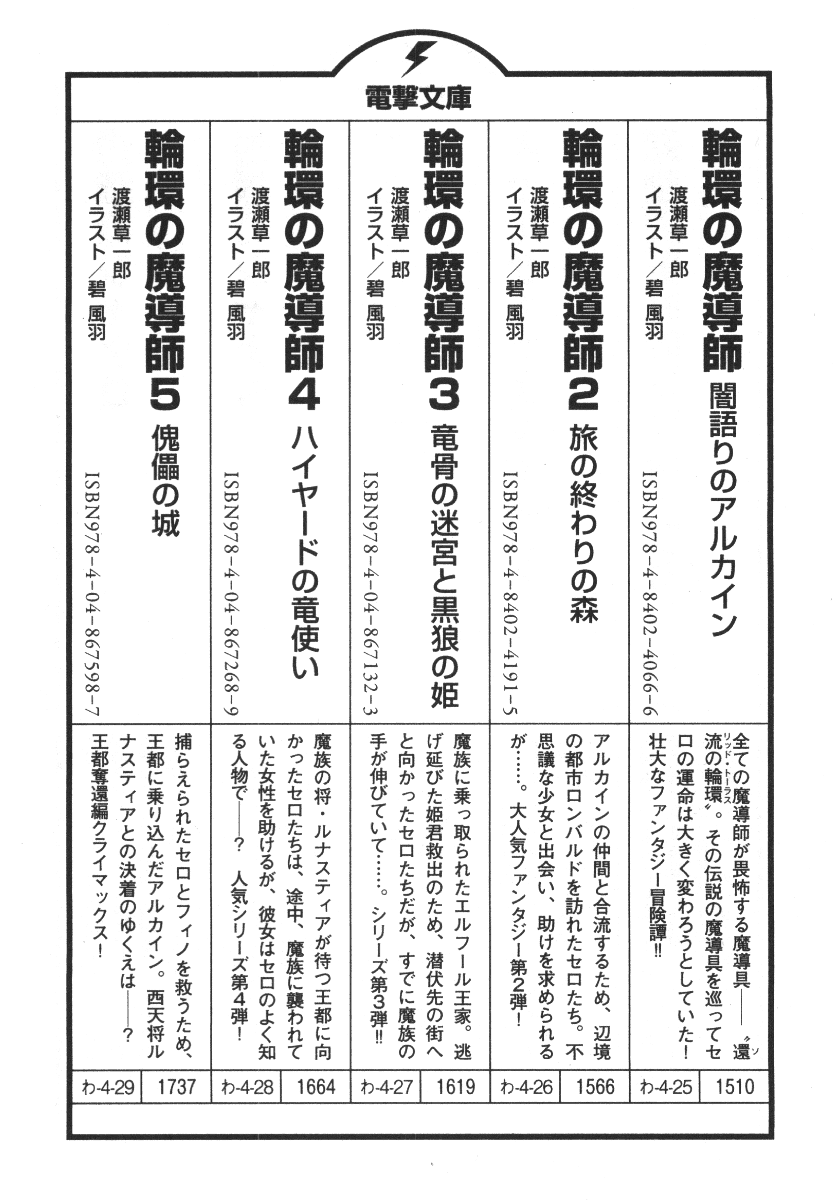 電撃文庫
輪環の魔導師 闇語りのアルカイン
渡瀬草一郎
イラスト／碧 風羽
ISBN978-4-8402-4066-6
全ての魔導師が畏怖する魔導具――〝還
流の輪環〟。その伝説の魔導具を巡ってセ
ソリッド・トーラス
ロの運命は大きく変わろうとしていた！
壮大なファンタジー冒険譚!!
わ-4-25
1510
輪環の魔導師2 旅の終わりの森
渡瀬草一郎
イラスト／碧 風羽
ISBN978-4-8402-4191-5
アルカインの仲間と合流するため、辺境
の都市ロンバルドを訪れたセロたち。不
思議な少女と出会い、助けを求められる
が……。大人気ファンタジー第2弾！
わ-4-26
1566
輪環の魔導師3 竜骨の迷宮と黒狼の姫
渡瀬草一郎
イラスト／碧 風羽
ISBN978-4-04-867132-3
魔族に乗っ取られたエルフール王家。逃
げ延びた姫君救出のため、潜伏先の街へ
と向かったセロたちだが、すでに魔族の
手が伸びていて……。シリーズ第3弾!!
わ-4-27
1619
輪環の魔導師4 ハイヤードの竜使い
渡瀬草一郎
イラスト／碧 風羽
ISBN978-4-04-867268-9
魔族の将・ルナスティアが待つ王都に向
かったセロたちは、途中、魔族に襲われて
いた女性を助けるが、彼女はセロのよく知
る人物で――？ 人気シリーズ第4弾！
わ-4-28
1664
輪環の魔導師5 傀儡の城
渡瀬草一郎
イラスト／碧 風羽
ISBN978-4-04-867598-7
捕らえられたセロとフィノを救うため、
王都に乗り込んだアルカイン。西天将ル
ナスティアとの決着のゆくえは――？
王都奪還編クライマックス！
わ-4-29
1737